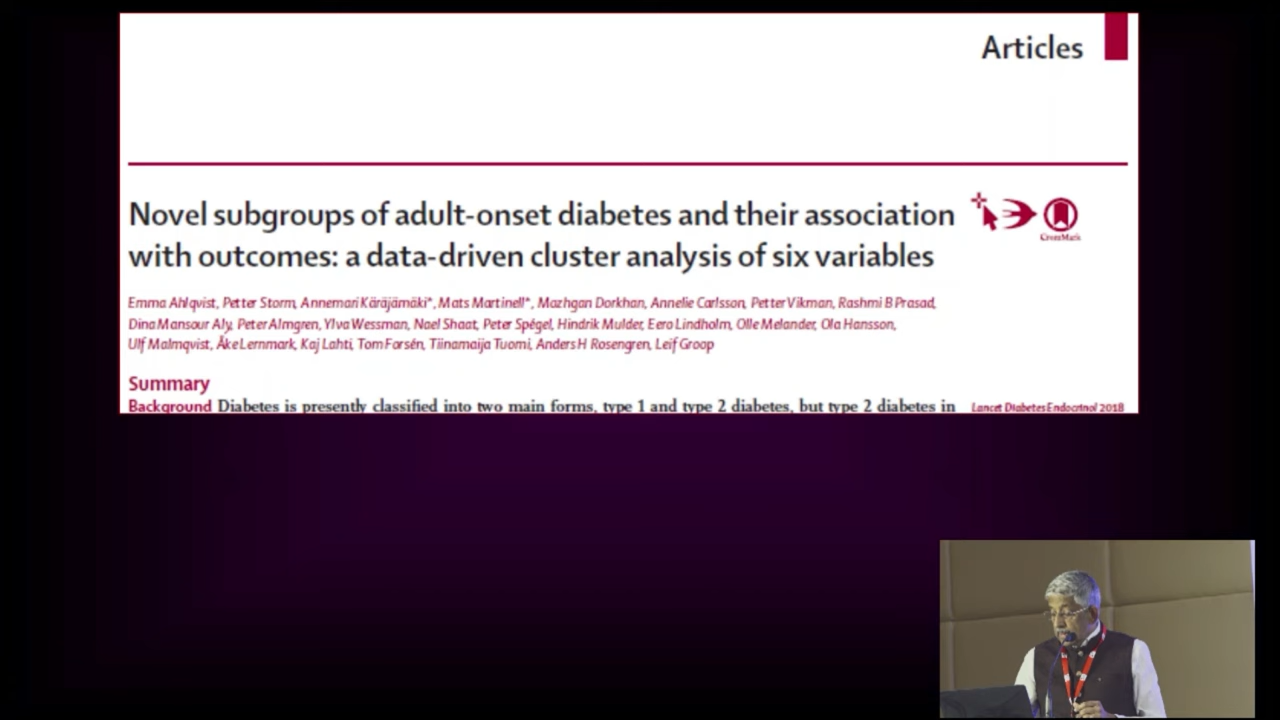 Articles
Novel subgroups of adult-onset diabetes and their association
with outcomes: a data-driven cluster analysis of six variables
CrossMark
Emma Ahlqvist, Petter Storm, Annemari Käräjämäki*, Mats Martinell*, Mozhgan Dorkhan, Annelie Carlsson, Petter Vikman, Rashmi B Prasad,
Dina Mansour Aly, Peter Almgren, Ylva Wessman, Nael Shaat, Peter Spégel, Hindrik Mulder, Eero Lindholm, Olle Melander, Ola Hansson,
Ulf Malmqvist, Åke Lernmark, Kaj Lahti, Tom Forsén, Tiinamaija Tuomi, Anders H Rosengren, Leif Groop
Summary
Background Diabetes is presently classified into two main forms, type 1 and type 2 diabetes, but type 2 diabetes in
Lancet Diabetes Endocrinol 2018